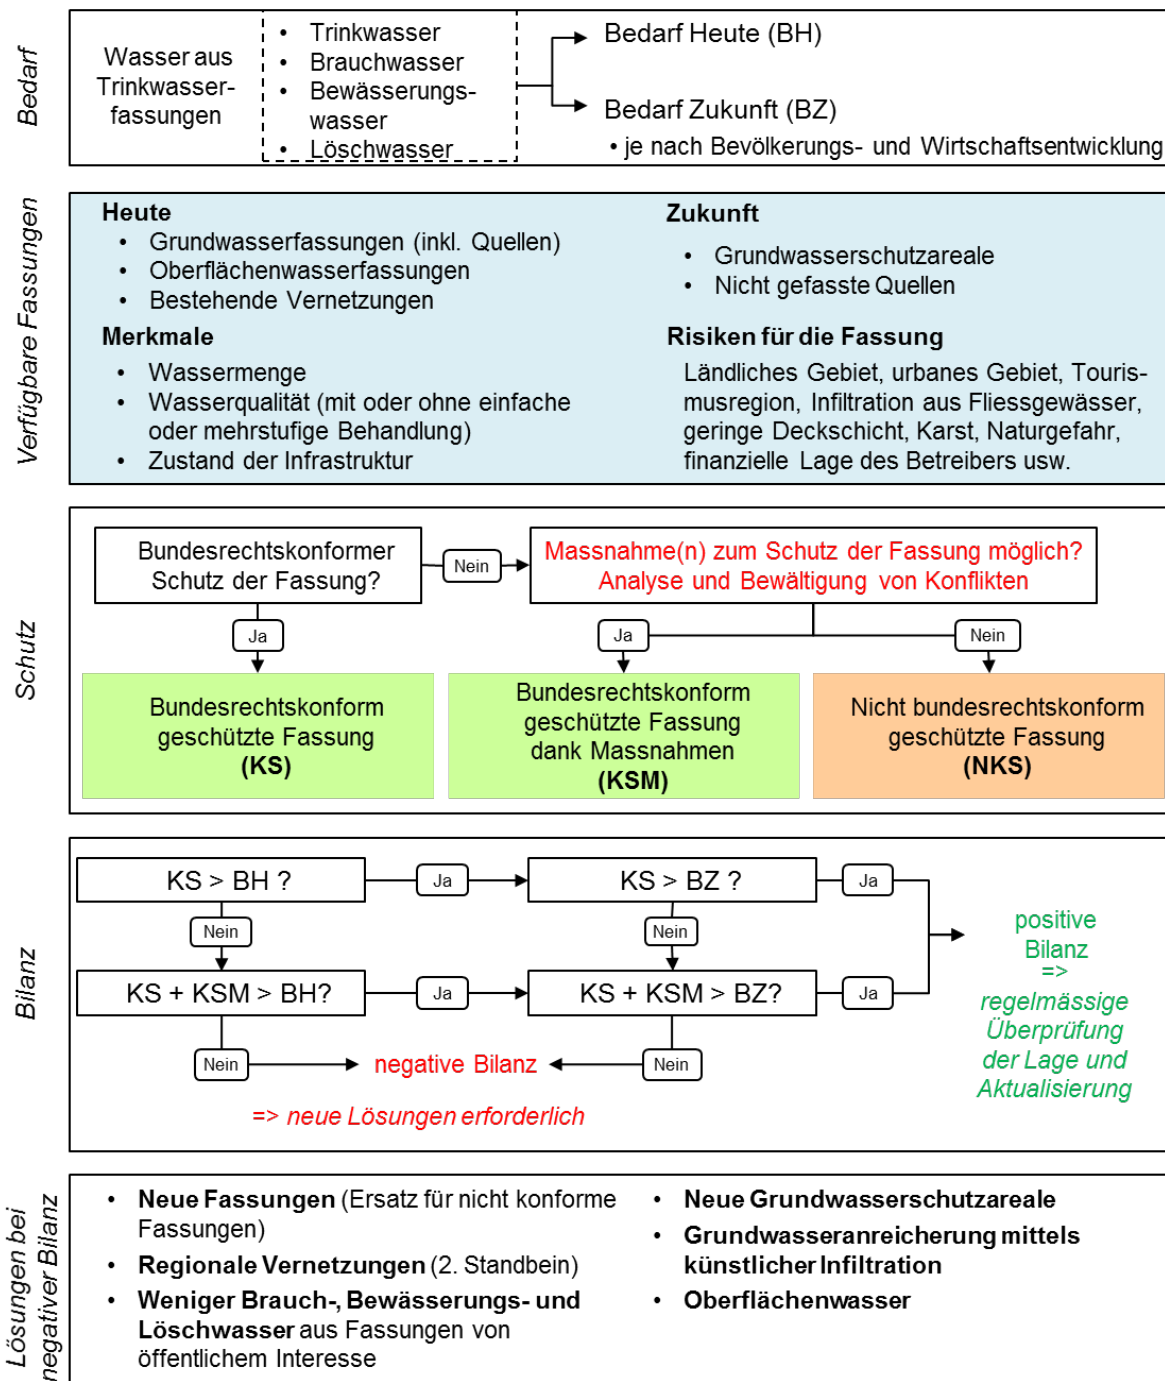 Bedarf
Wasser aus
Trinkwasser-
fassungen
• Trinkwasser
• Brauchwasser
• Bewässerungs-
wasser
• Löschwasser
Bedarf Heute (BH)
Bedarf Zukunft (BZ)
• je nach Bevölkerungs- und Wirtschaftsentwicklung
Verfügbare Fassungen
Heute
• Grundwasserfassungen (inkl. Quellen)
• Oberflächenwasserfassungen
• Bestehende Vernetzungen
Zukunft
• Grundwasserschutzareale
• Nicht gefasste Quellen
Merkmale
• Wassermenge
• Wasserqualität (mit oder ohne einfache
oder mehrstufige Behandlung)
• Zustand der Infrastruktur
Risiken für die Fassung
Ländliches Gebiet, urbanes Gebiet, Touris-
musregion, Infiltration aus Fliessgewässer,
geringe Deckschicht, Karst, Naturgefahr,
finanzielle Lage des Betreibers usw.
Schutz
Bundesrechtskonformer
Schutz der Fassung?
Nein
Massnahme(n) zum Schutz der Fassung möglich?
Analyse und Bewältigung von Konflikten
Ja
Ja
Nein
Bundesrechtskonform
geschützte Fassung
(KS)
Bundesrechtskonform
geschützte Fassung
dank Massnahmen
(KSM)
Nicht bundesrechtskonform
geschützte Fassung
(NKS)
Bilanz
KS > BH ?
Ja
KS > BZ ?
Ja
Nein
Nein
KS + KSM > BH?
Ja
KS + KSM > BZ?
Ja
Nein
negative Bilanz
Nein
=> neue Lösungen erforderlich
positive
Bilanz
=>
regelmässige
Überprüfung
der Lage und
Aktualisierung
Lösungen bei
negativer Bilanz
• Neue Fassungen (Ersatz für nicht konforme
Fassungen)
• Regionale Vernetzungen (2. Standbein)
• Weniger Brauch-, Bewässerungs- und
Löschwasser aus Fassungen von
öffentlichem Interesse
• Neue Grundwasserschutzareale
• Grundwasseranreicherung mittels
künstlicher Infiltration
• Oberflächenwasser